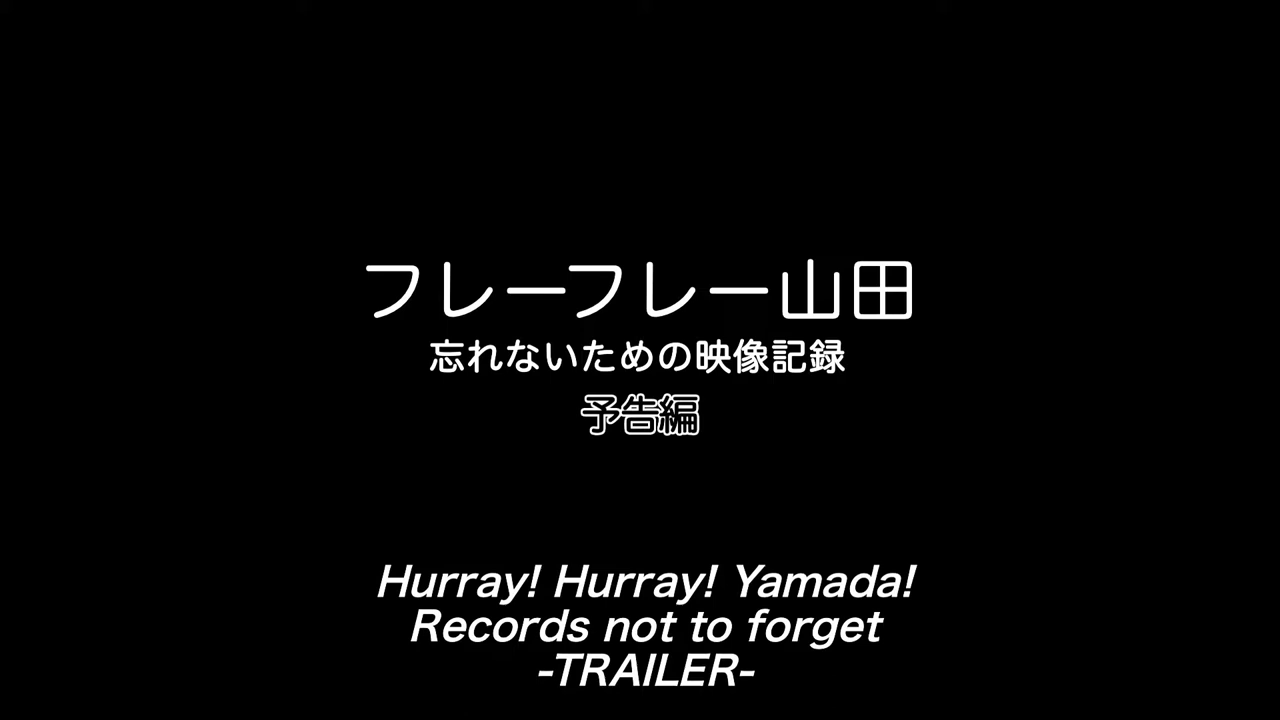 フレーフレー山田
忘れないための映像記録
予告編
Hurray! Hurray! Yamada!
Records not to forget
-TRAILER-